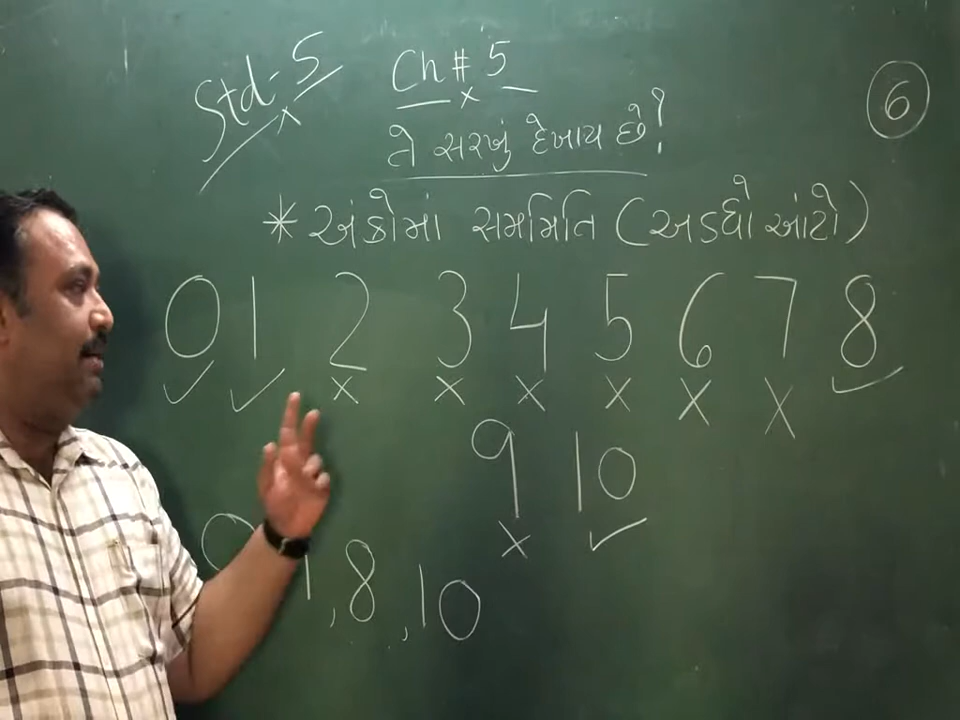 Std-5 Ch # 5 6
તે સરખું દેખાય છે!
* અંકોમાં સમમિતિ (અડધો આંટો)
0 1 2 3 4 5 6 7 8
✓ ✓ × × × × × × ✓
9 10
× ✓
0 1, 8, 10